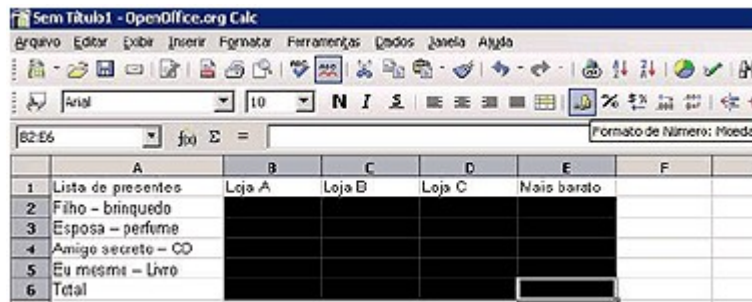 Sem Título1 - OpenOffice.org Calc
Arquivo Editar Exibir Inserir Formatar Ferramentas Dados Janela Ajuda
Arial 10 N I S
B2:E6 f(x) Σ =
Formato de Número: Moeda
A B C D E F
1 Lista de presentes Loja A Loja B Loja C Mais barato
2 Filho – brinquedo
3 Esposa – perfume
4 Amigo secreto – CD
5 Eu mesmo – Livro
6 Total